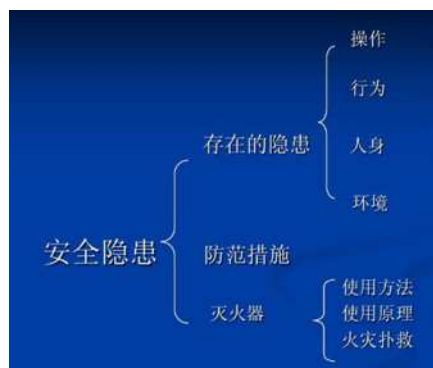 操作
行为
存在的隐患
人身
环境
安全隐患
防范措施
使用方法
灭火器
使用原理
火灾扑救